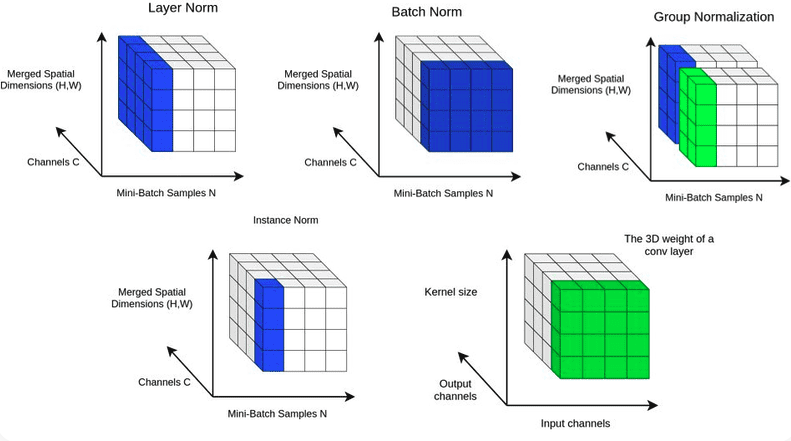 Layer Norm
Merged Spatial
Dimensions (H,W)
Channels C
Mini-Batch Samples N
Batch Norm
Merged Spatial
Dimensions (H,W)
Channels C
Mini-Batch Samples N
Group Normalization
Merged Spatial
Dimensions (H,W)
Channels C
Mini-Batch Samples N
Instance Norm
Merged Spatial
Dimensions (H,W)
Channels C
Mini-Batch Samples N
The 3D weight of a
conv layer
Kernel size
Output
channels
Input channels